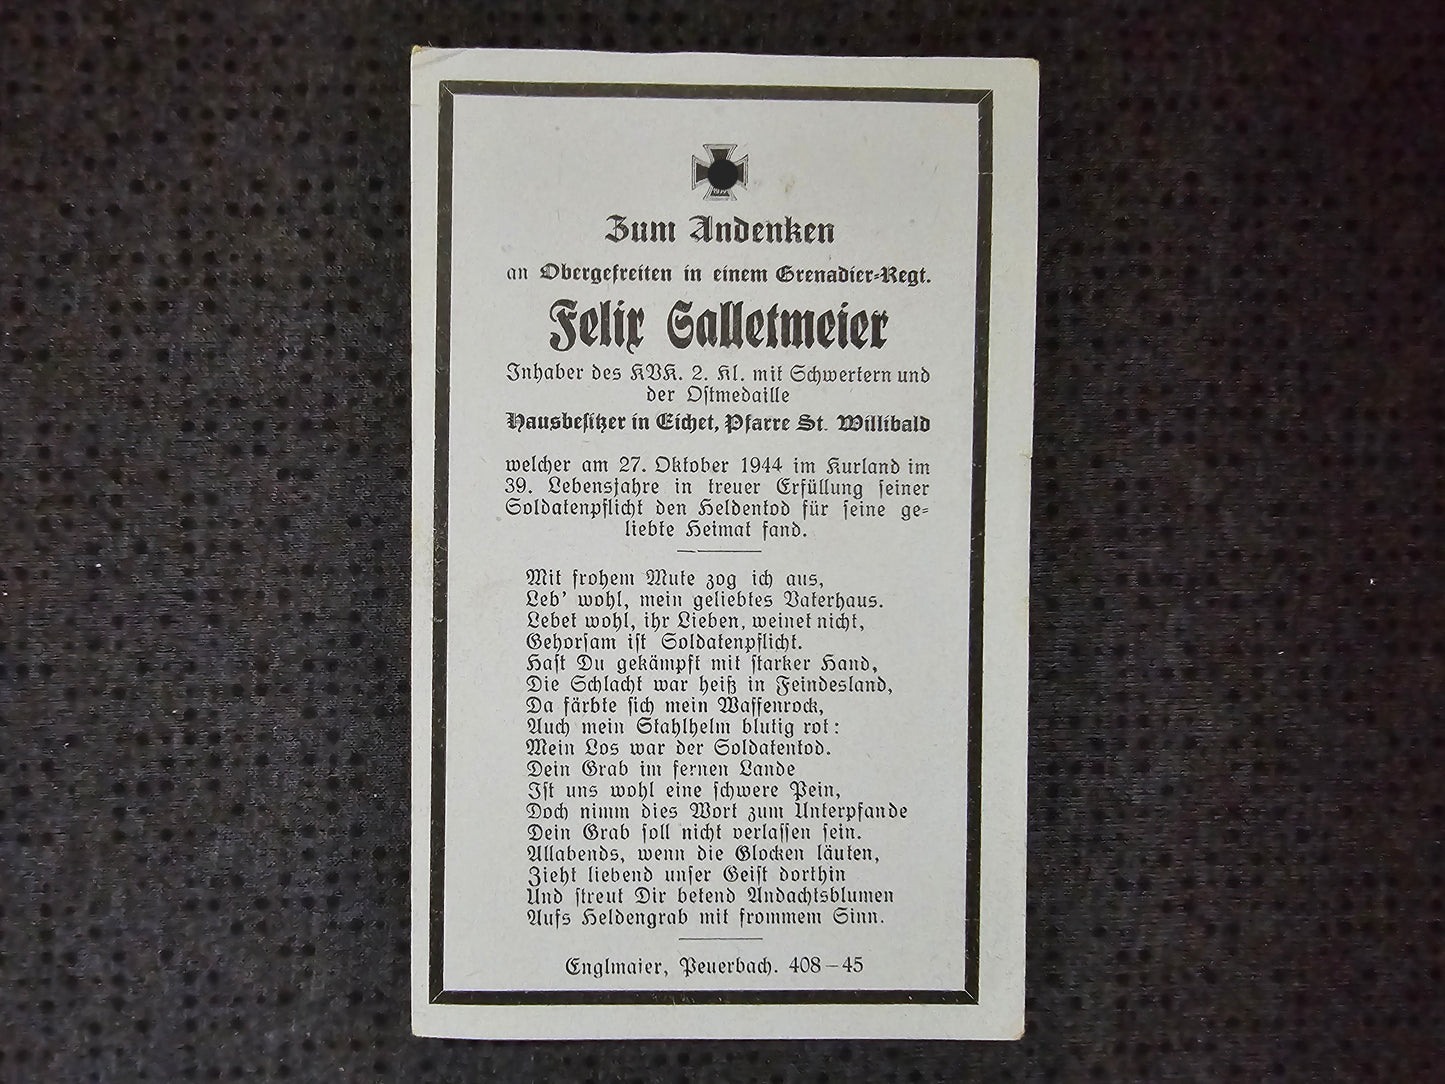 Zum Andenken
an Obergefreiten in einem Grenadier-Regt.
Felix Salletmeier
Inhaber des KVK. 2. Kl. mit Schwertern und
der Ostmedaille
Hausbesitzer in Eichet, Pfarre St. Willibald
welcher am 27. Oktober 1944 im Kurland im
39. Lebensjahre in treuer Erfüllung seiner
Soldatenpflicht den Heldentod für seine ge-
liebte Heimat fand.
Mit frohem Mute zog ich aus,
Leb' wohl, mein geliebtes Vaterhaus.
Lebet wohl, ihr Lieben, weinet nicht,
Gehorsam ist Soldatenpflicht.
Hast Du gekämpft mit starker Hand,
Die Schlacht war heiß in Feindesland,
Da färbte sich mein Waffenrock,
Auch mein Stahlhelm blutig rot:
Mein Los war der Soldatentod.
Dein Grab im fernen Lande
Ist uns wohl eine schwere Pein,
Doch nimm dies Wort zum Unterpfande
Dein Grab soll nicht verlassen sein.
Allabends, wenn die Glocken läuten,
Zieht liebend unser Geist dorthin
Und streut Dir betend Andachtsblumen
Aufs Heldengrab mit frommem Sinn.
Englmaier, Peuerbach. 408–45